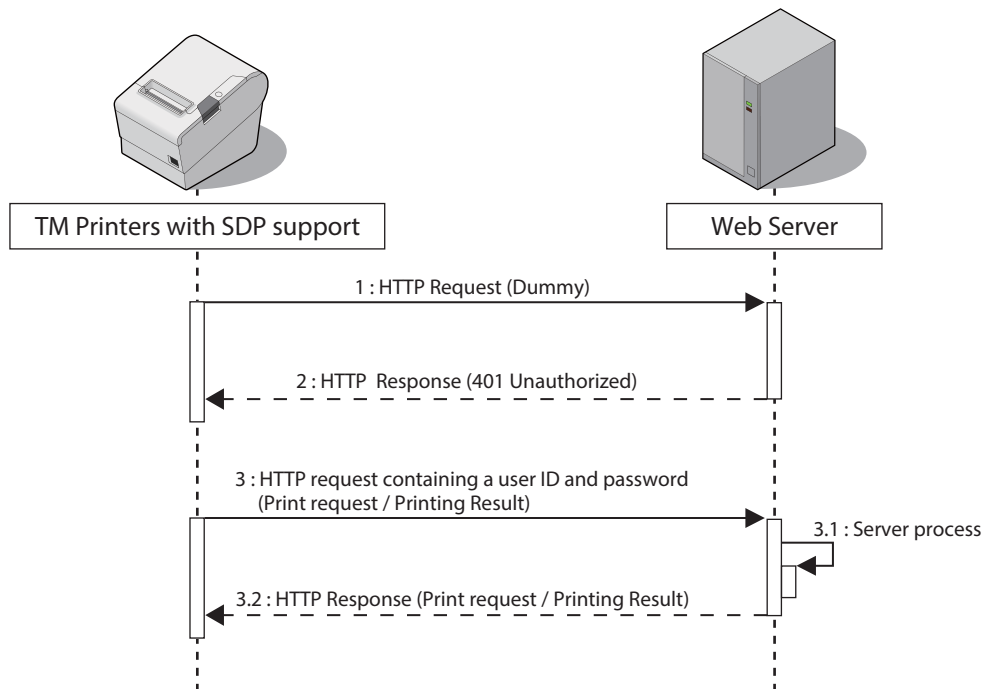 TM Printers with SDP support
Web Server
1 : HTTP Request (Dummy)
2 : HTTP Response (401 Unauthorized)
3 : HTTP request containing a user ID and password
(Print request / Printing Result)
3.1 : Server process
3.2 : HTTP Response (Print request / Printing Result)